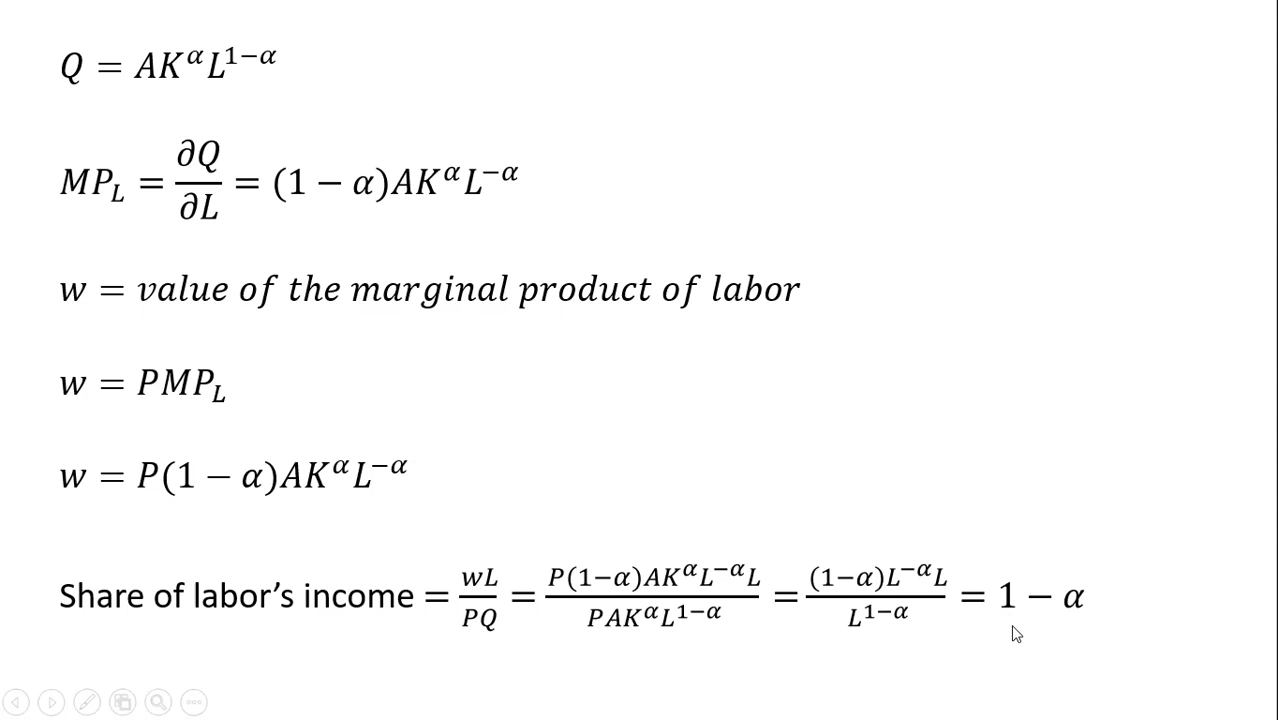 Q = AK^α L^{1−α}
MP_L = ∂Q/∂L = (1 − α)AK^α L^{−α}
w = value of the marginal product of labor
w = PMP_L
w = P(1 − α)AK^α L^{−α}
Share of labor’s income = wL/PQ = P(1−α)AK^α L^{−α}L/PAK^α L^{1−α} = (1−α)L^{−α}L/L^{1−α} = 1 − α